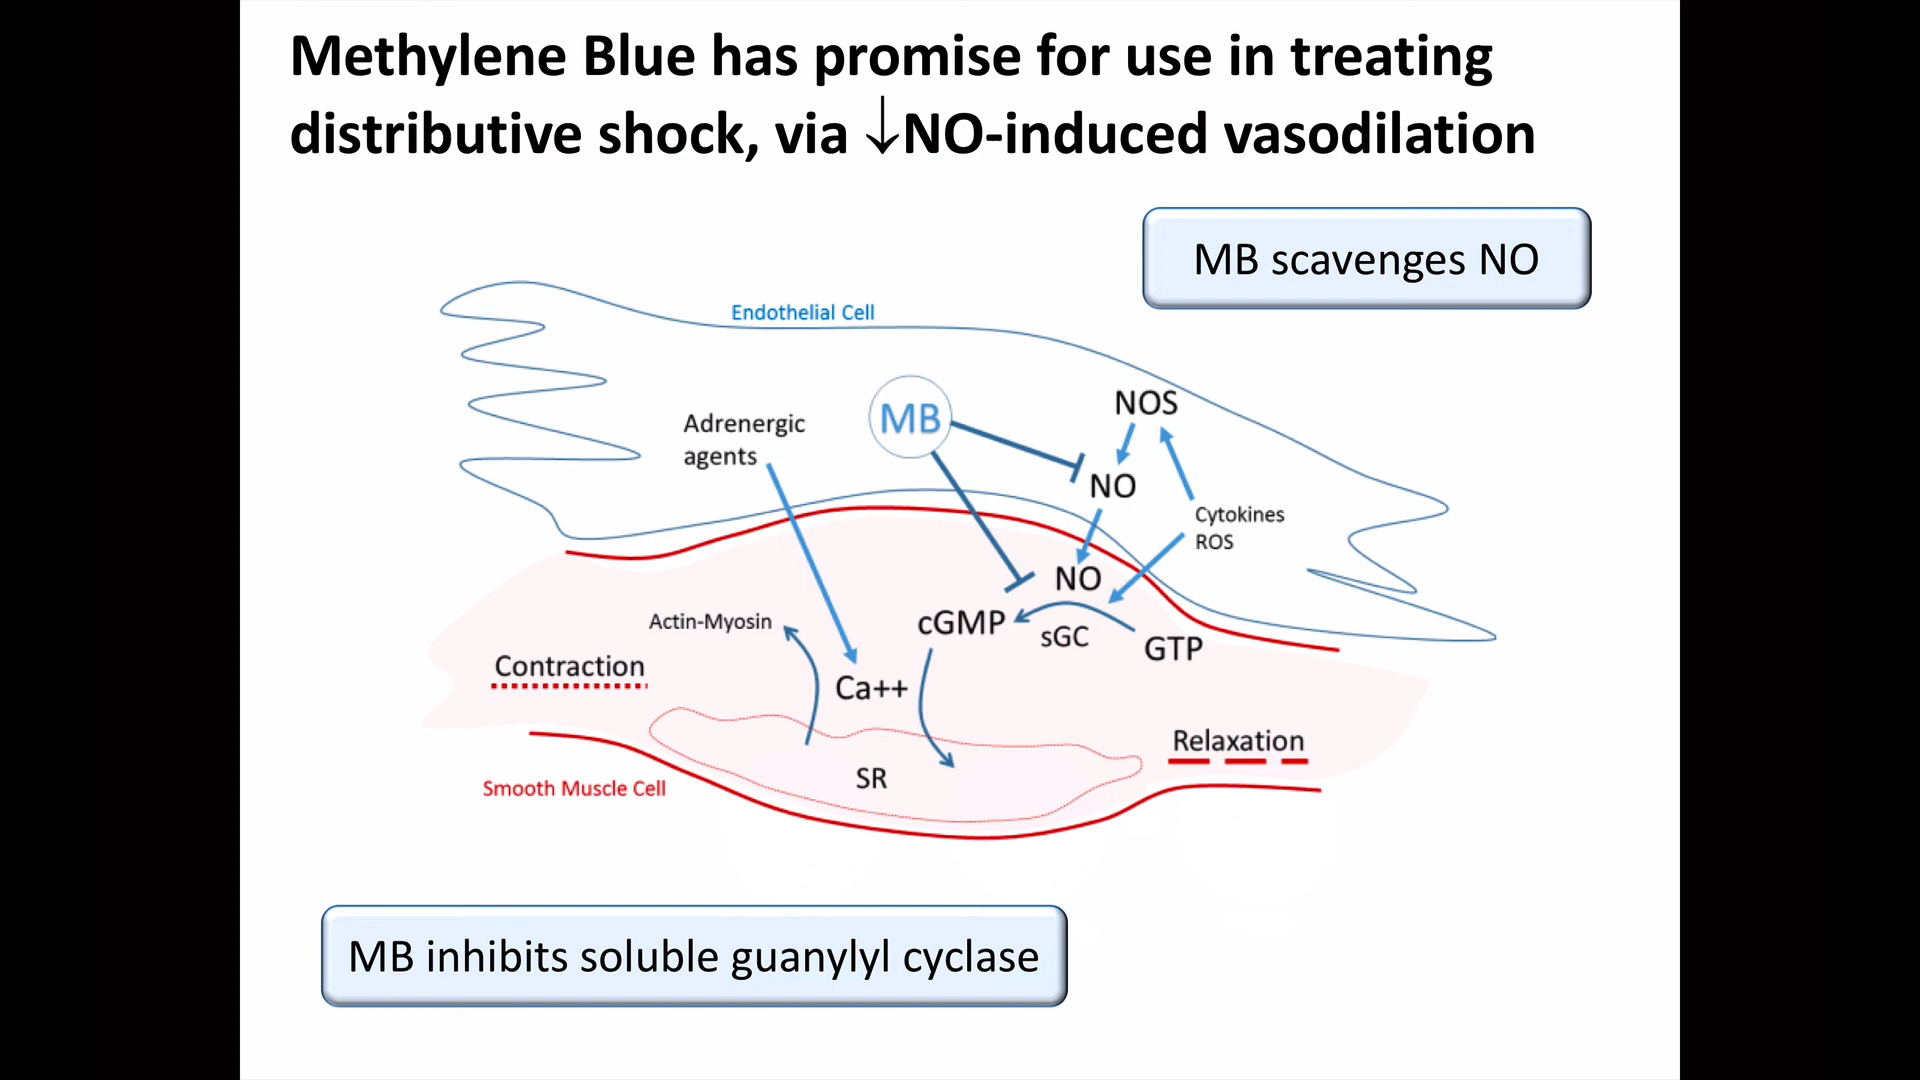 Methylene Blue has promise for use in treating
distributive shock, via ↓NO-induced vasodilation
MB scavenges NO
Endothelial Cell
Adrenergic
agents
MB
NOS
NO
Cytokines
ROS
NO
Actin-Myosin
cGMP
sGC
GTP
Contraction
Ca++
Relaxation
SR
Smooth Muscle Cell
MB inhibits soluble guanylyl cyclase